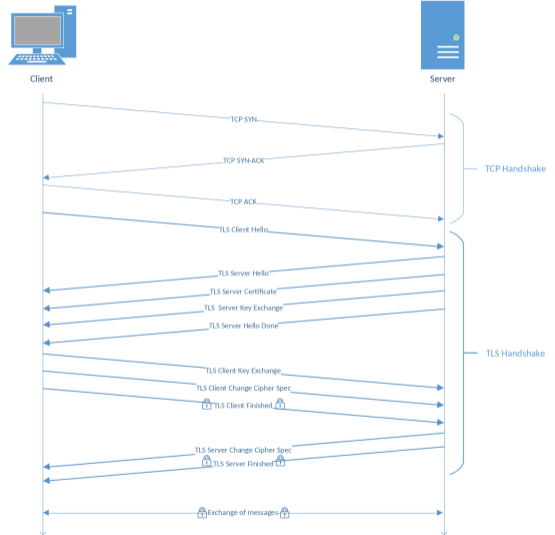 Client
Server
TCP SYN
TCP SYN-ACK
TCP Handshake
TCP ACK
TLS Client Hello
TLS Server Hello
TLS Server Certificate
TLS Server Key Exchange
TLS Server Hello Done
TLS Handshake
TLS Client Key Exchange
TLS Client Change Cipher Spec
TLS Client Finished
TLS Server Change Cipher Spec
TLS Server Finished
Exchange of messages